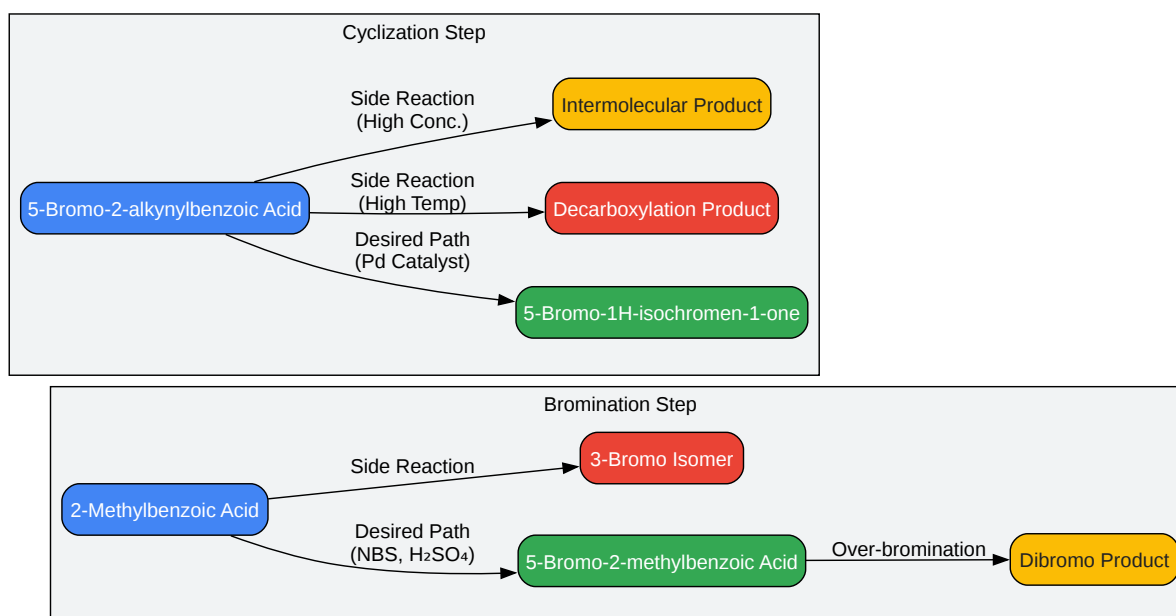 Cyclization Step
Side Reaction
(High Conc.)
Intermolecular Product
5-Bromo-2-alkynylbenzoic Acid
Side Reaction
(High Temp)
Decarboxylation Product
Desired Path
(Pd Catalyst)
5-Bromo-1H-isochromen-1-one
Bromination Step
Side Reaction
3-Bromo Isomer
2-Methylbenzoic Acid
Desired Path
(NBS, H₂SO₄)
5-Bromo-2-methylbenzoic Acid
Over-bromination
Dibromo Product